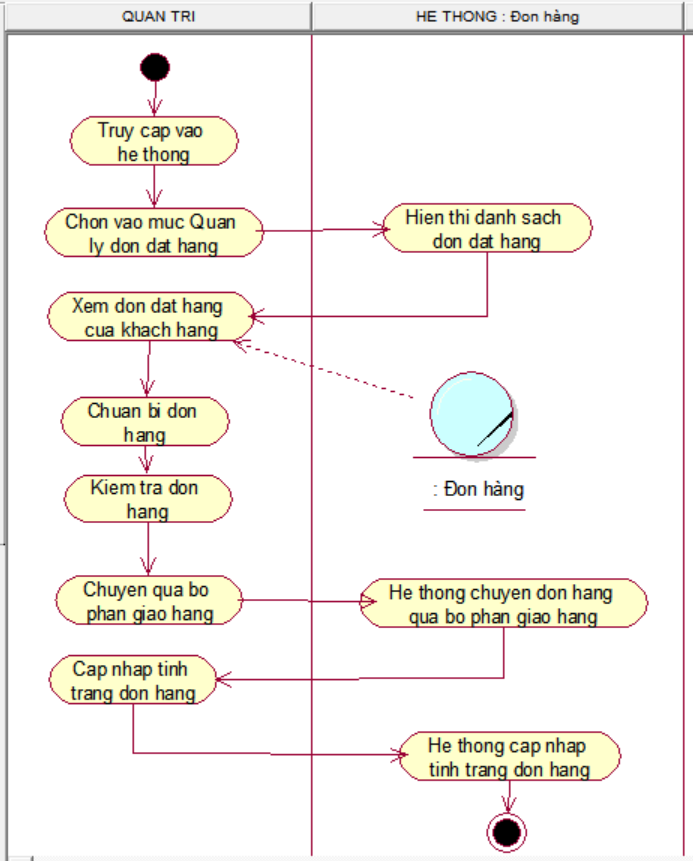 QUAN TRI
HE THONG : Đon hàng
Truy cap vao
he thong
Chon vao muc Quan
ly don dat hang
Hien thi danh sach
don dat hang
Xem don dat hang
cua khach hang
Chuan bi don
hang
: Đon hàng
Kiem tra don
hang
Chuyen qua bo
phan giao hang
He thong chuyen don hang
qua bo phan giao hang
Cap nhap tinh
trang don hang
He thong cap nhap
tinh trang don hang